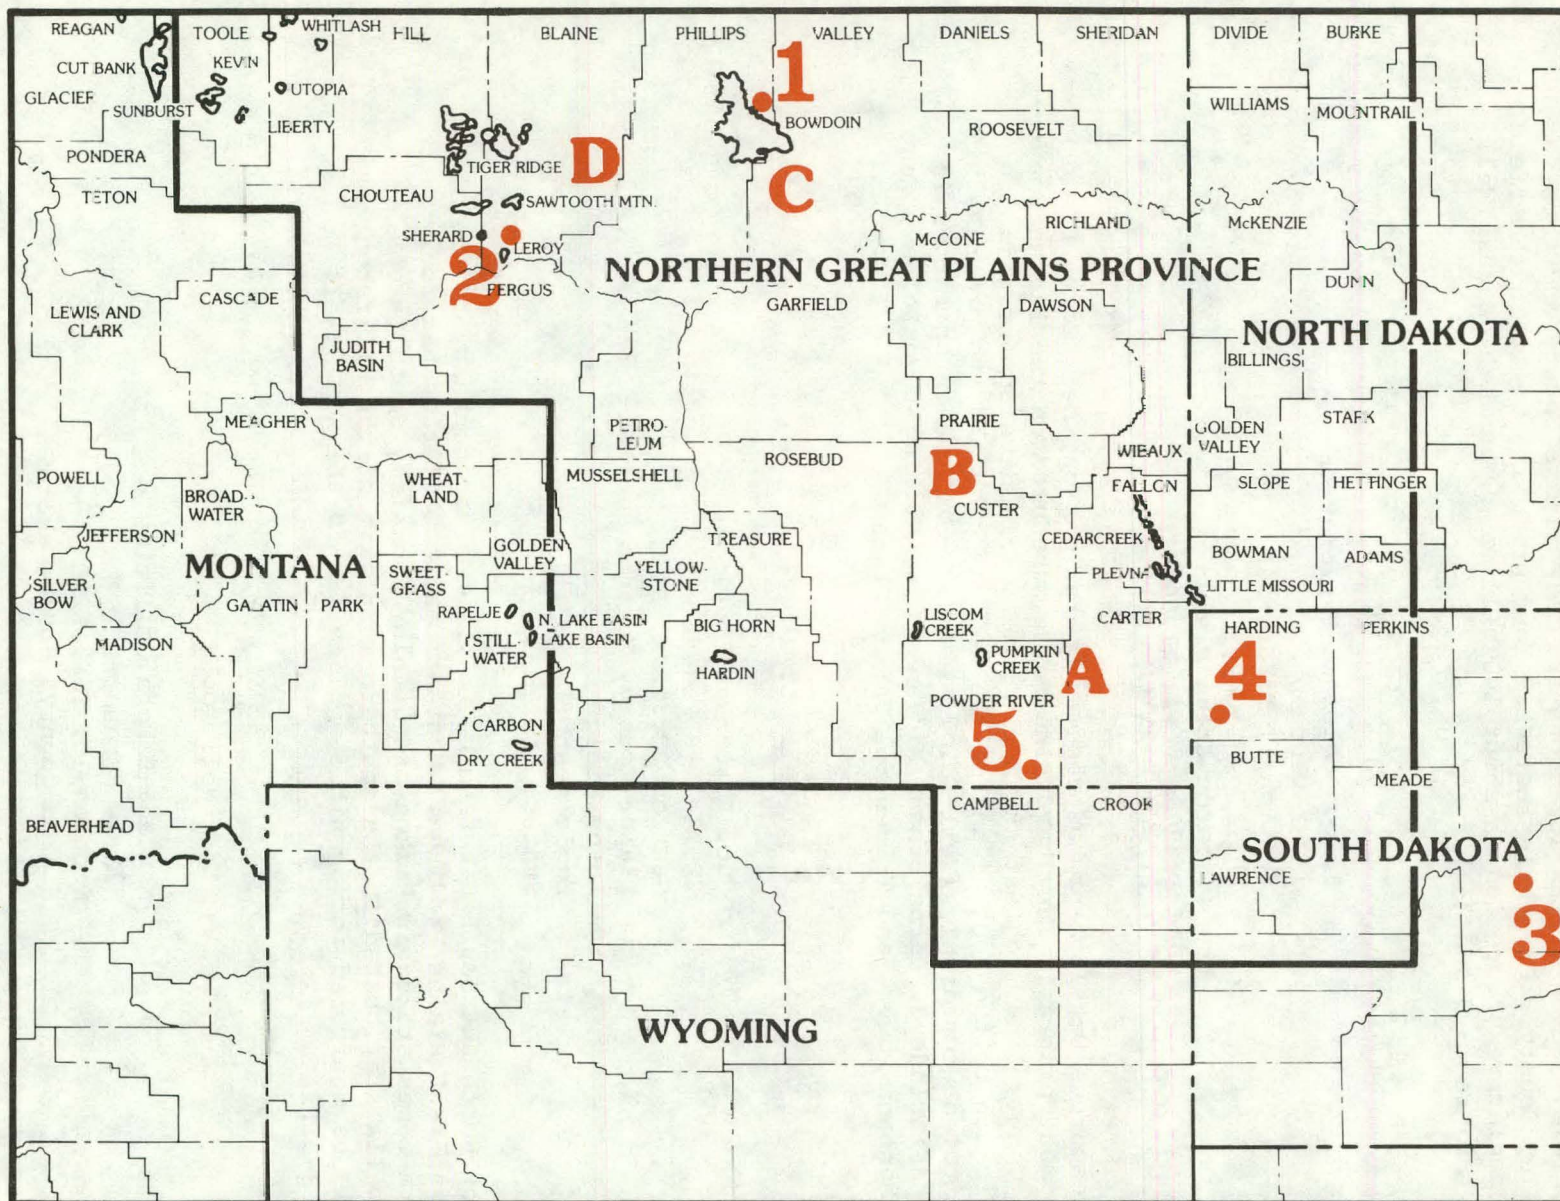 REAGAN
TOOLE
WHITLASH
HILL
BLAINE
PHILLIPS
VALLEY
DANIELS
SHERIDAN
DIVIDE
BURKE
CUT BANK
KEVIN
1
GLACIER
UTOPIA
SUNBURST
LIBERTY
BOWDOIN
ROOSEVELT
WILLIAMS
MOUNTRAIL
PONDERA
TIGER RIDGE
D
C
TETON
CHOUTEAU
SAWTOOTH MTN.
SHERARD
LEROY
2
FERGUS
McCONE
RICHLAND
McKENZIE
NORTHERN GREAT PLAINS PROVINCE
CASCADE
GARFIELD
DAWSON
DUNN
LEWIS AND
CLARK
NORTH DAKOTA
JUDITH
BASIN
BILLINGS
MEAGHER
PETRO-
LEUM
PRAIRIE
GOLDEN
VALLEY
STARK
POWELL
BROAD-
WATER
WHEAT
LAND
MUSSELSHELL
ROSEBUD
B
CUSTER
WIBAUX
FALLON
SLOPE
HETTINGER
JEFFERSON
GOLDEN
VALLEY
TREASURE
CEDARCREEK
BOWMAN
ADAMS
MONTANA
SILVER
BOW
GALATIN
PARK
SWEET-
GRASS
YELLOW-
STONE
PLEVNA
LITTLE MISSOURI
RAPELJE
N. LAKE BASIN
LAKE BASIN
STILL-
WATER
BIG HORN
LISCOM
CREEK
CARTER
HARDING
PERKINS
MADISON
HARDIN
PUMPKIN
CREEK
A
4
POWDER RIVER
CARBON
DRY CREEK
5
BUTTE
MEADE
BEAVERHEAD
CAMPBELL
CROOK
SOUTH DAKOTA
LAWRENCE
3
WYOMING